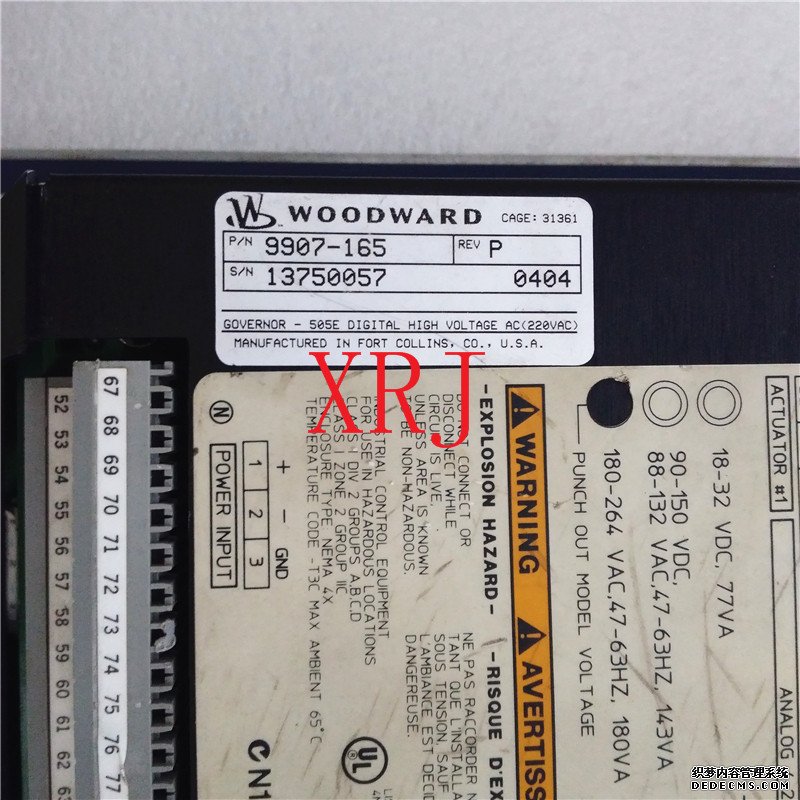 WOODWARD CAGE: 31361
P/N 9907-165 REV P
S/N 13750057 0404
GOVERNOR - 505E DIGITAL HIGH VOLTAGE AC(220VAC)
MANUFACTURED IN FORT COLLINS, CO., U.S.A.
XRJ
67
68
69
70
71
72
73
74
75
76
77
52
53
54
55
56
57
58
59
60
61
62
63
N
POWER INPUT
1 +
2 -
3 GND
INDUSTRIAL CONTROL EQUIPMENT
FOR USE IN HAZARDOUS LOCATIONS
CLASS I DIV 2 GROUPS A,B,C,D
CLASS I ZONE 2 GROUP IIC
ENCLOSURE TYPE NEMA 4X
TEMPERATURE CODE -T3C MAX AMBIENT 65°C
UL
N1
WARNING
-EXPLOSION HAZARD-
DO NOT CONNECT OR
DISCONNECT WHILE
CIRCUIT IS LIVE
UNLESS AREA IS KNOWN
TO BE NON-HAZARDOUS.
AVERTISS
-RISQUE D'EX
NE PAS RACCORDER N
TANT QUE L'INSTALLA
SOUS TENSION, SAUF
L'AMBIANCE EST DECID
DANGEREUSE.
18-32 VDC, 77VA
90-150 VDC,
88-132 VAC,47-63HZ, 143VA
180-264 VAC,47-63HZ, 180VA
PUNCH OUT MODEL VOLTAGE
ACTUATOR #1
ANALOG
织梦内容管理系统
DEDECMS.COM